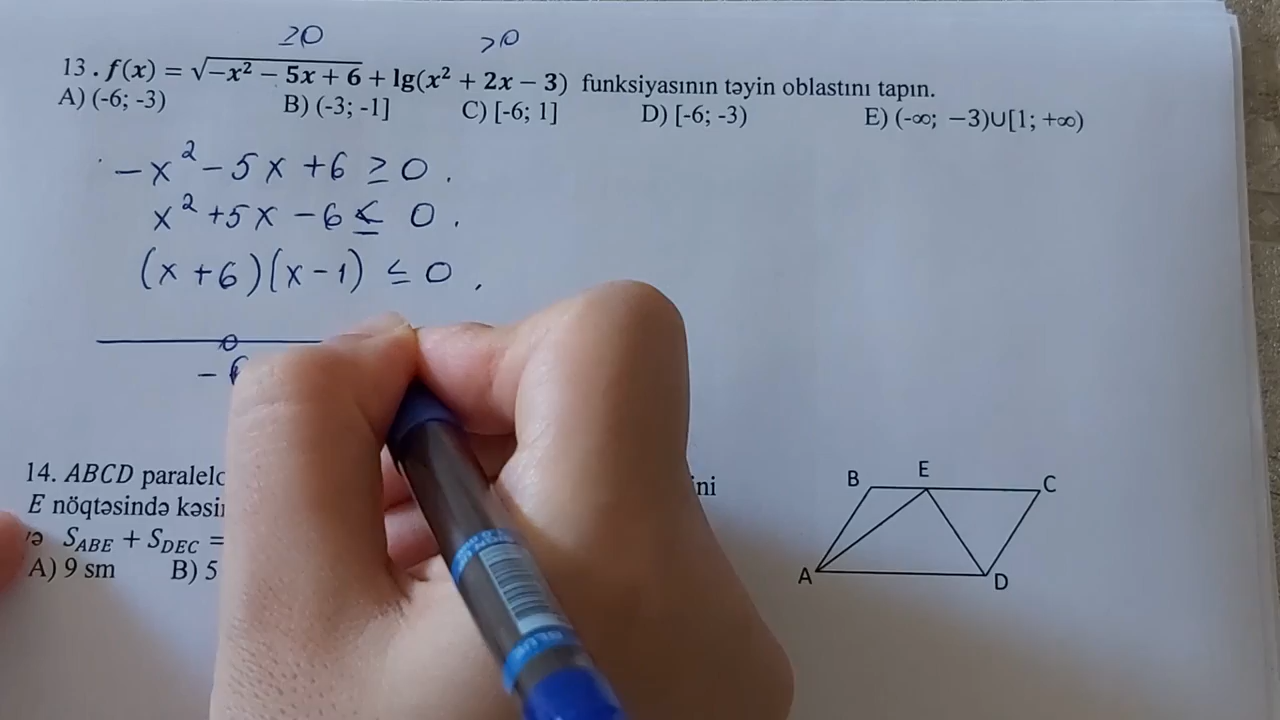 ≥0 >0
13 . f(x) = √−x² − 5x + 6 + lg(x² + 2x − 3) funksiyasının təyin oblastını tapın.
A) (-6; -3) B) (-3; -1] C) [-6; 1] D) [-6; -3) E) (-∞; −3)∪[1; +∞)
−x² −5x +6 ≥ 0 .
x² +5x −6 ≤ 0 .
(x +6)(x −1) ≤ 0 ,
−6
14. ABCD
E nöqtəsində
S_ABE + S_DEC =
A) 9 sm B) 5
B E C
A D